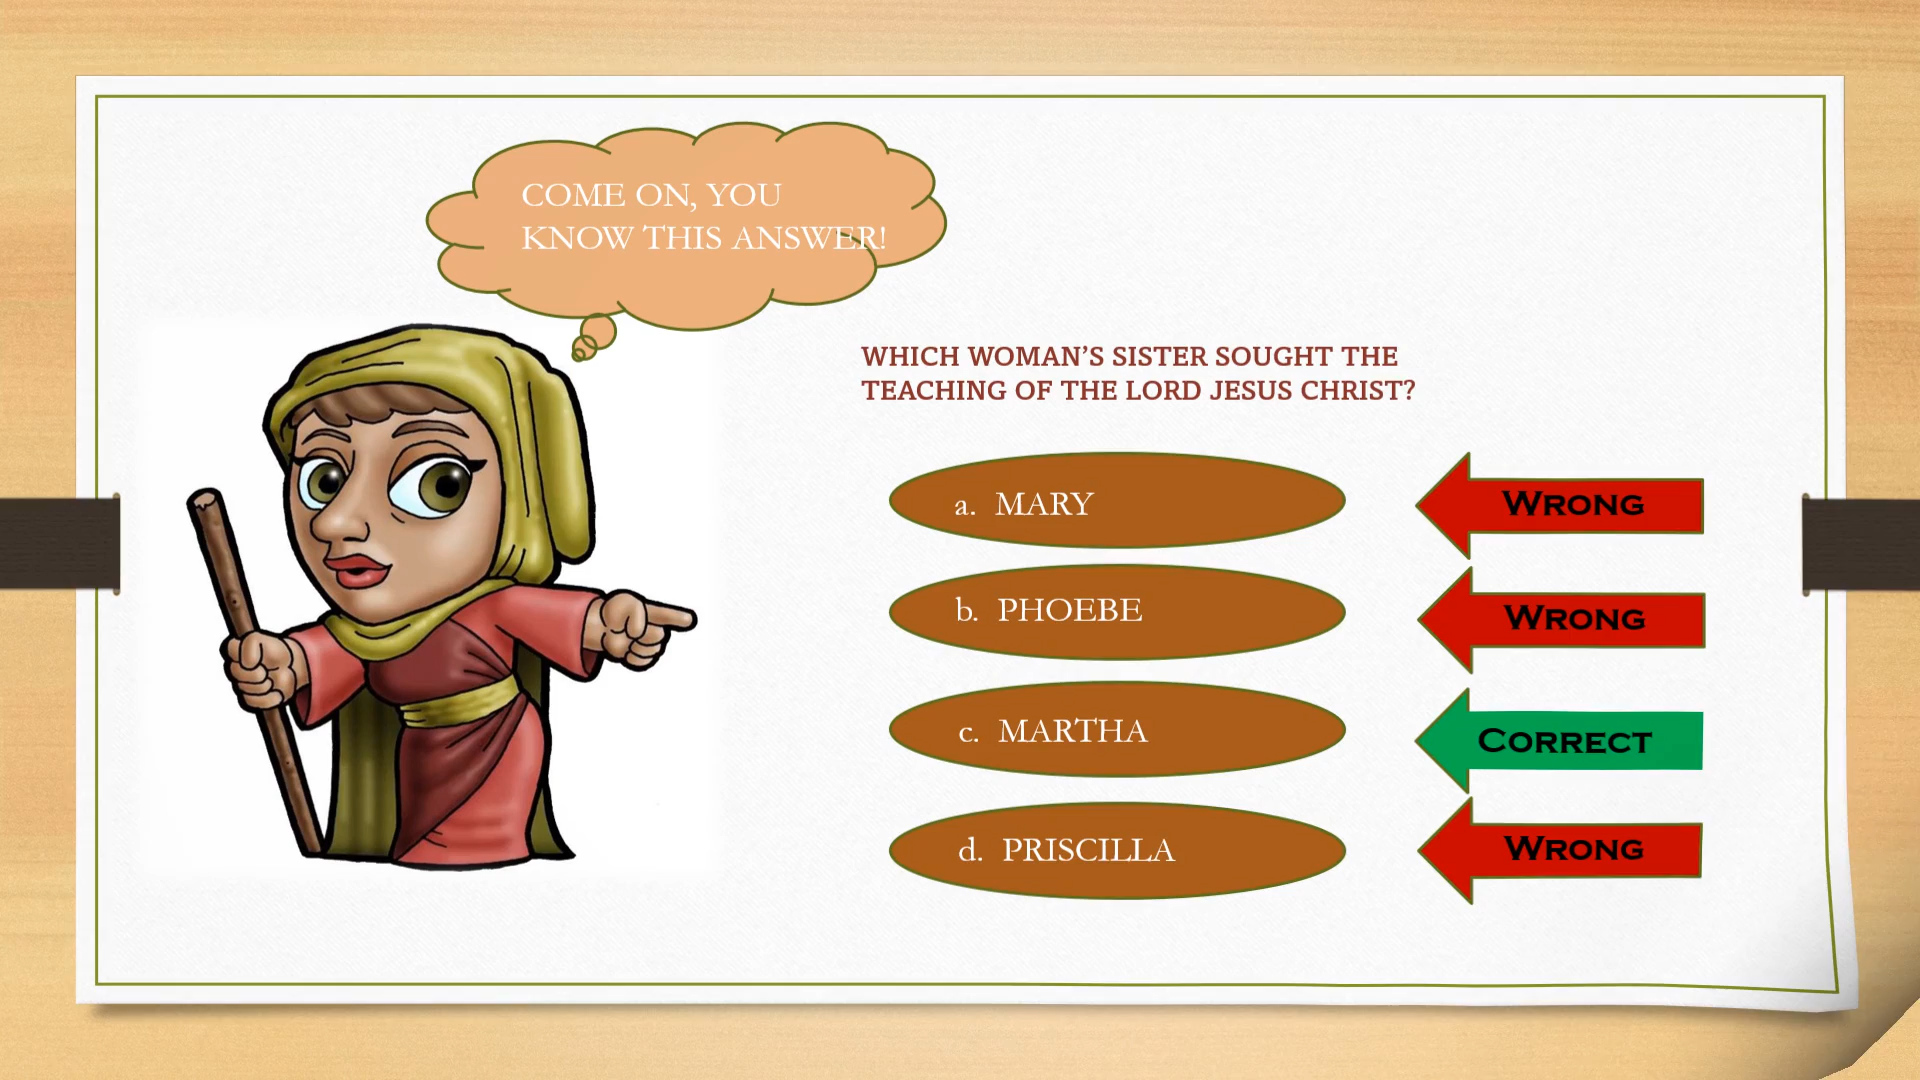 COME ON, YOU
KNOW THIS ANSWER!
WHICH WOMAN’S SISTER SOUGHT THE
TEACHING OF THE LORD JESUS CHRIST?
a. MARY
Wrong
b. PHOEBE
Wrong
c. MARTHA
Correct
d. PRISCILLA
Wrong